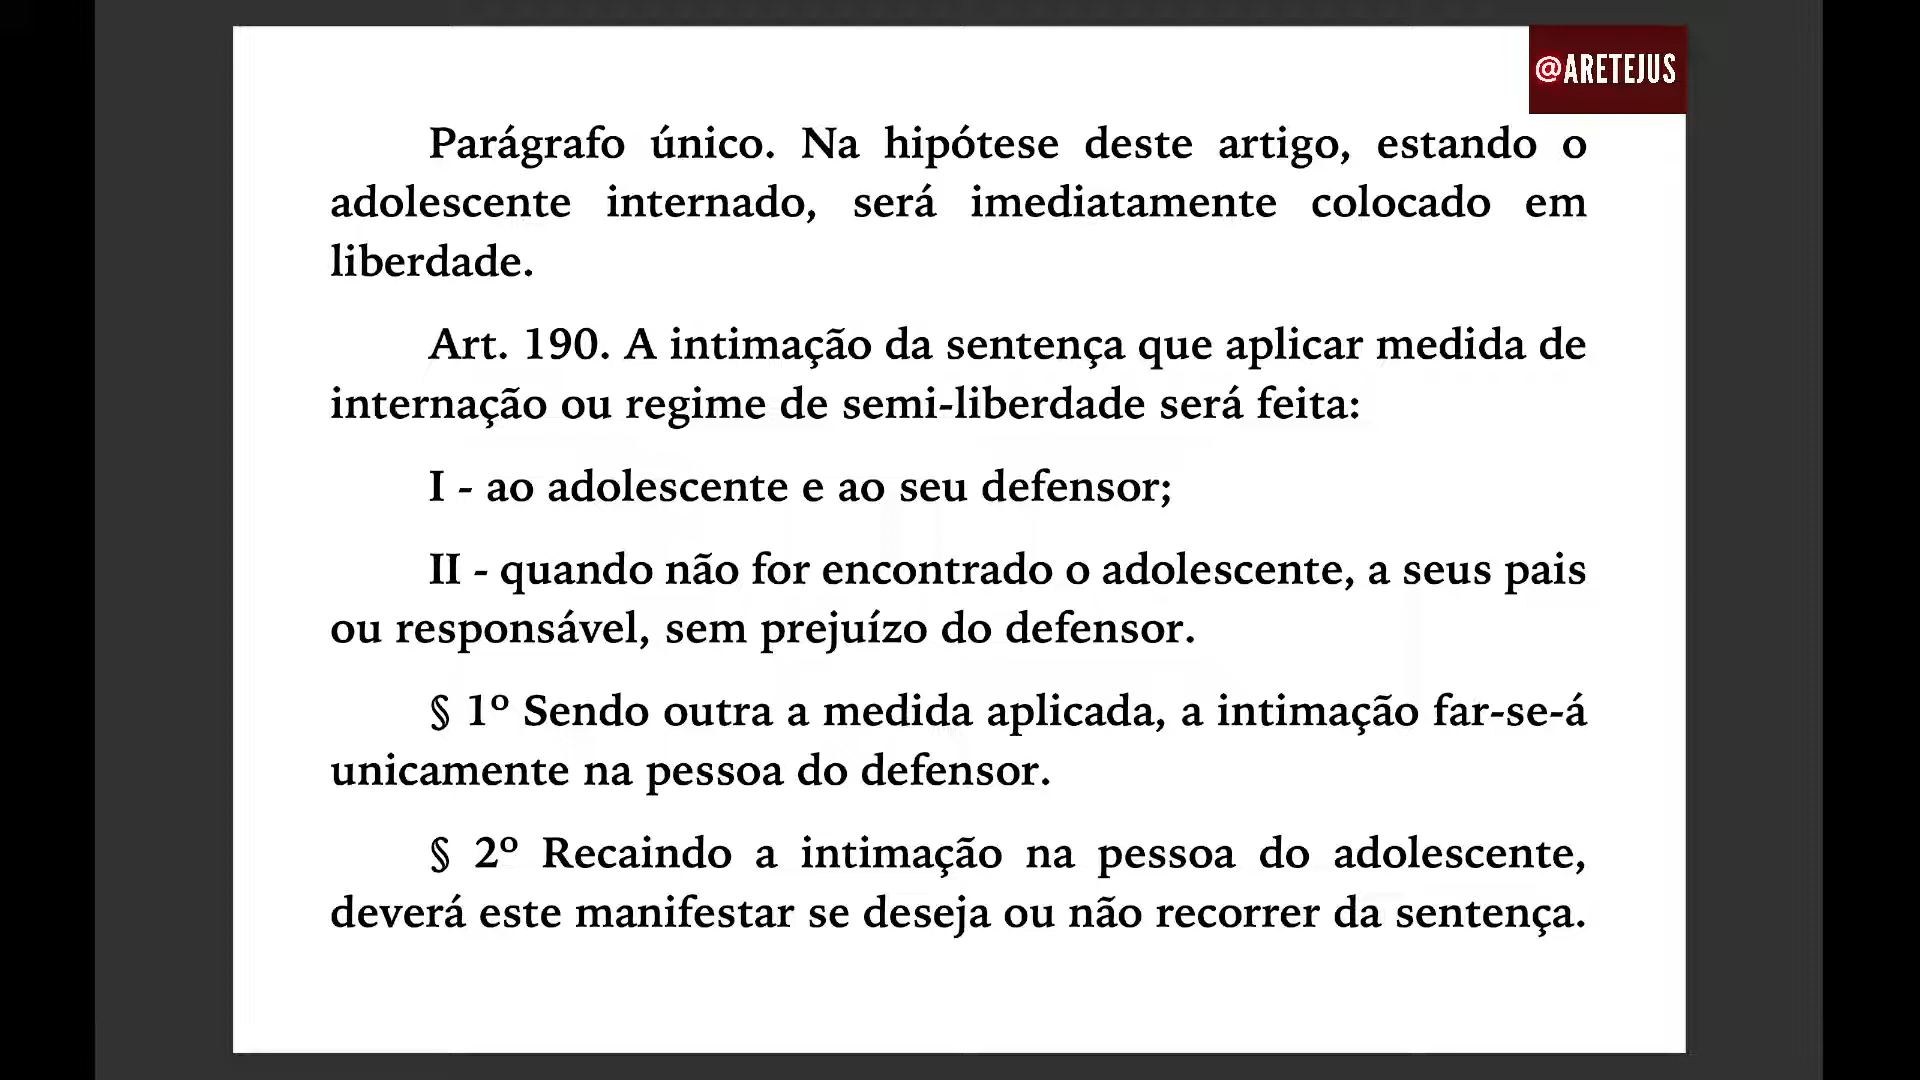 @ARETEJUS
Parágrafo único. Na hipótese deste artigo, estando o
adolescente internado, será imediatamente colocado em
liberdade.
Art. 190. A intimação da sentença que aplicar medida de
internação ou regime de semi-liberdade será feita:
I - ao adolescente e ao seu defensor;
II - quando não for encontrado o adolescente, a seus pais
ou responsável, sem prejuízo do defensor.
§ 1º Sendo outra a medida aplicada, a intimação far-se-á
unicamente na pessoa do defensor.
§ 2º Recaindo a intimação na pessoa do adolescente,
deverá este manifestar se deseja ou não recorrer da sentença.